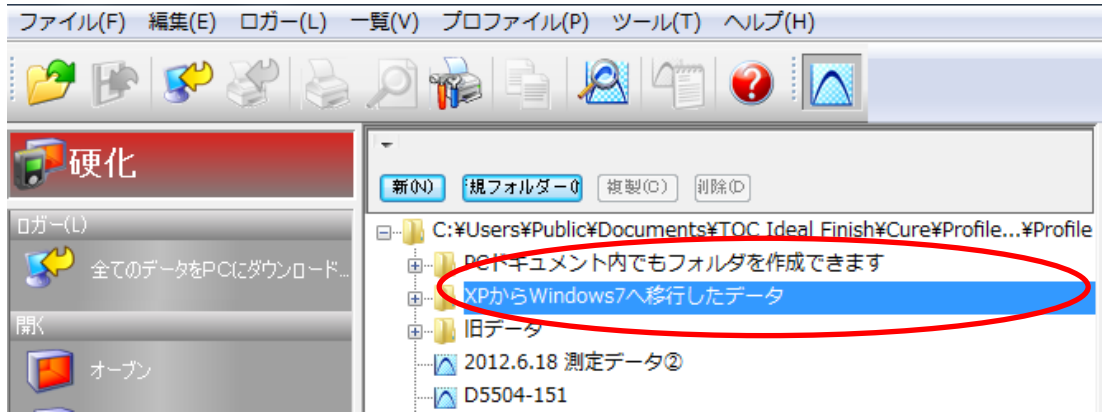 ファイル(F) 編集(E) ロガー(L) 一覧(V) プロファイル(P) ツール(T) ヘルプ(H)
硬化
新(N) 規フォルダー 複製(C) 削除(D
ロガー(L)
全てのデータをPCにダウンロード...
開く
オーブン
C:¥Users¥Public¥Documents¥TOC Ideal Finish¥Cure¥Profile...¥Profile
PCドキュメント内でもフォルダを作成できます
XPからWindows7へ移行したデータ
旧データ
2012.6.18 測定データ②
D5504-151